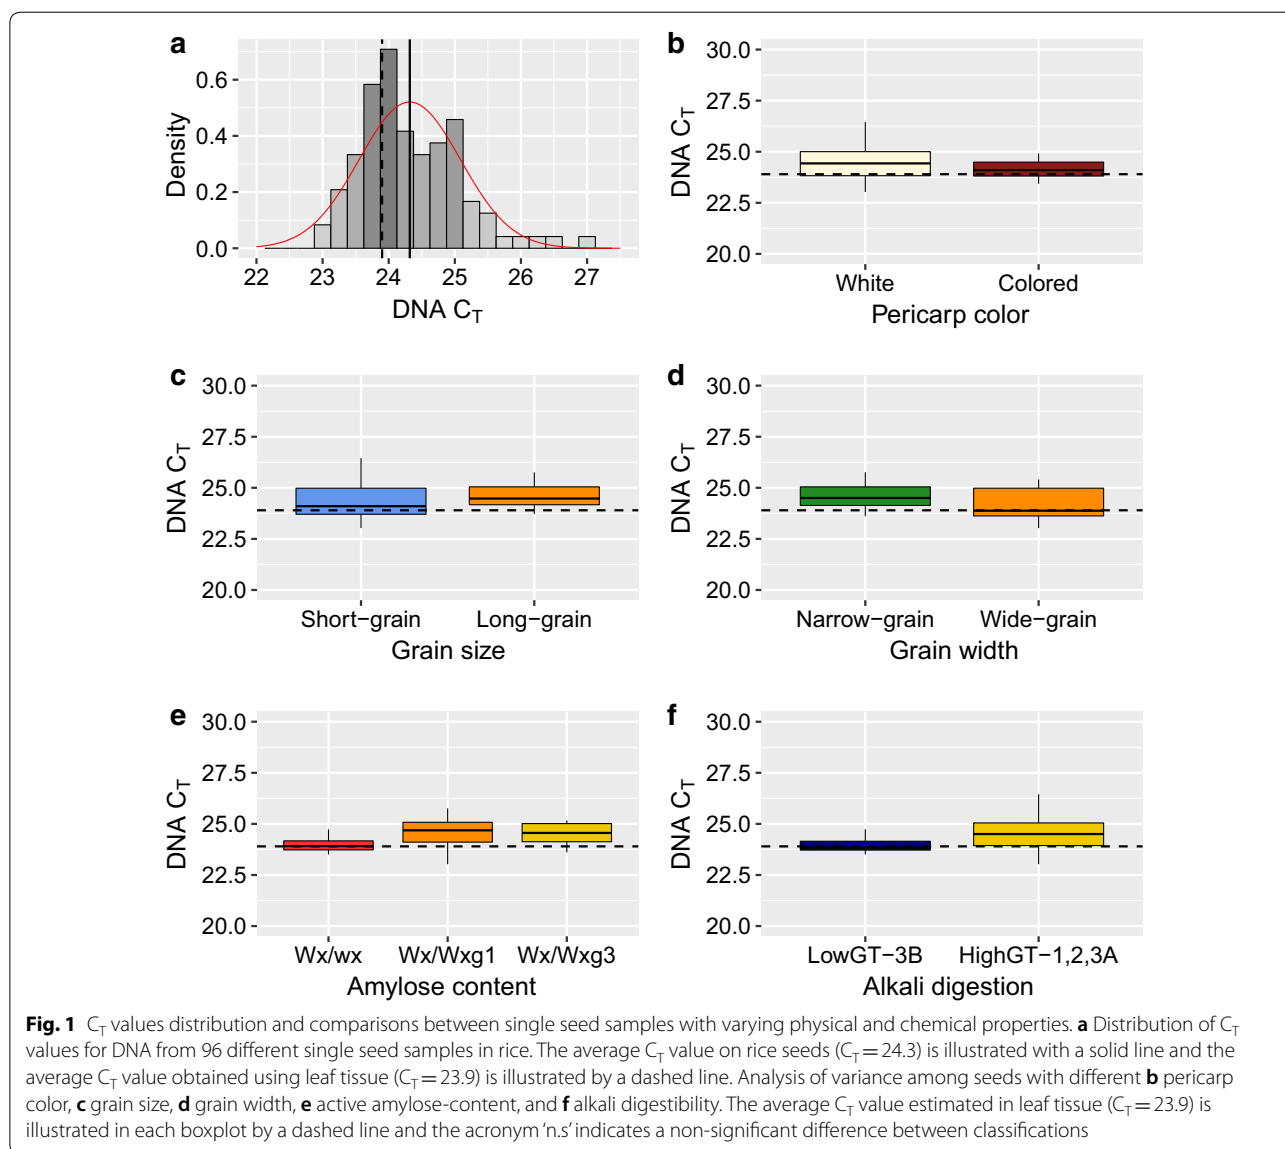 a
0.6
0.4
0.2
0.0
Density
22 23 24 25 26 27
DNA CT
b
30.0
27.5
25.0
22.5
20.0
DNA CT
White Colored
Pericarp color
c
30.0
27.5
25.0
22.5
20.0
DNA CT
Short−grain Long−grain
Grain size
d
30.0
27.5
25.0
22.5
20.0
DNA CT
Narrow−grain Wide−grain
Grain width
e
30.0
27.5
25.0
22.5
20.0
DNA CT
Wx/wx Wx/Wxg1 Wx/Wxg3
Amylose content
f
30.0
27.5
25.0
22.5
20.0
DNA CT
LowGT−3B HighGT−1,2,3A
Alkali digestion
Fig. 1 CT values distribution and comparisons between single seed samples with varying physical and chemical properties. a Distribution of CT
values for DNA from 96 different single seed samples in rice. The average CT value on rice seeds (CT = 24.3) is illustrated with a solid line and the
average CT value obtained using leaf tissue (CT = 23.9) is illustrated by a dashed line. Analysis of variance among seeds with different b pericarp
color, c grain size, d grain width, e active amylose-content, and f alkali digestibility. The average CT value estimated in leaf tissue (CT = 23.9) is
illustrated in each boxplot by a dashed line and the acronym ‘n.s’ indicates a non-significant difference between classifications